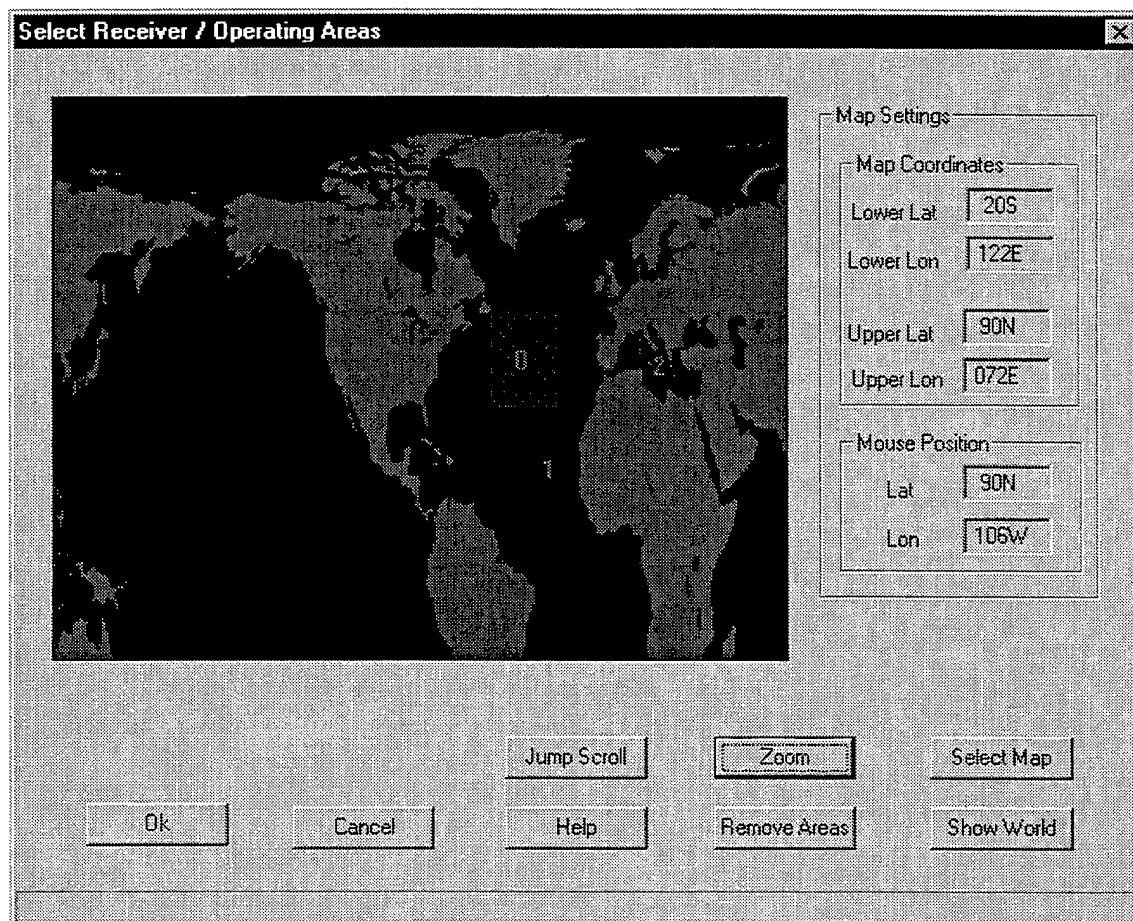 Select Receiver / Operating Areas
0
1
2
Map Settings
Map Coordinates
Lower Lat 20S
Lower Lon 122E
Upper Lat 90N
Upper Lon 072E
Mouse Position
Lat 90N
Lon 106W
Jump Scroll
Zoom
Select Map
Ok
Cancel
Help
Remove Areas
Show World